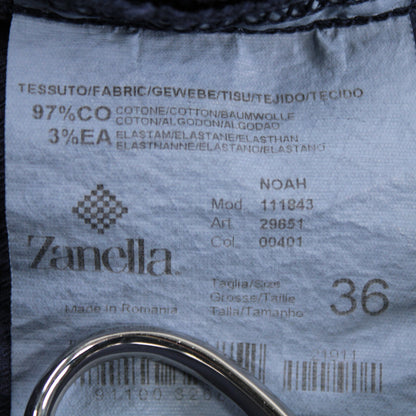 TESSUTO/FABRIC/GEWEBE/TISU/TEJIDO/TECIDO
97%CO COTONE/COTTON/BAUMWOLLE
COTON/ALGODON/ALGODAO
3%EA ELASTAM/ELASTANE/ELASTHAN
ELASTHANNE/ELASTANO/ELASTANO
NOAH
Mod. 111843
Art. 29651
Col. 00401
Zanella
Taglia/Size
Grosse/Taille
Talla/Tamanho
36
Made in Romania
21911